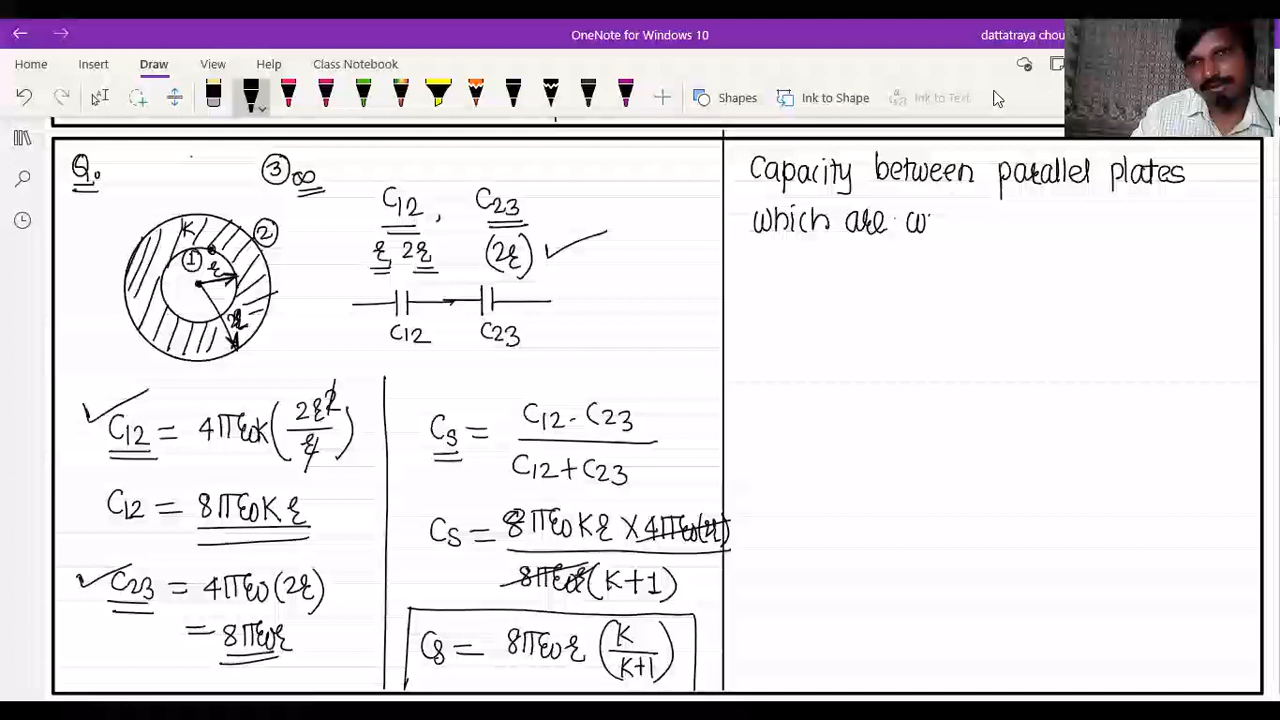 OneNote for Windows 10
dattatraya chou
Home Insert Draw View Help Class Notebook
Shapes Ink to Shape Ink to Text
Q.
③ ∞
K ②
① r
2r
C12 , C23
r, 2r (2r)
C12 C23
C12 = 4πε0K(2r²/r)
C12 = 8πε0Kr
C23 = 4πε0(2r)
= 8πε0r
CS = C12 · C23 / C12 + C23
CS = 8πε0Kr × 4πε0(2r) / 8πε0r(K+1)
CS = 8πε0r (K/K+1)
Capacity between parallel plates
which are w